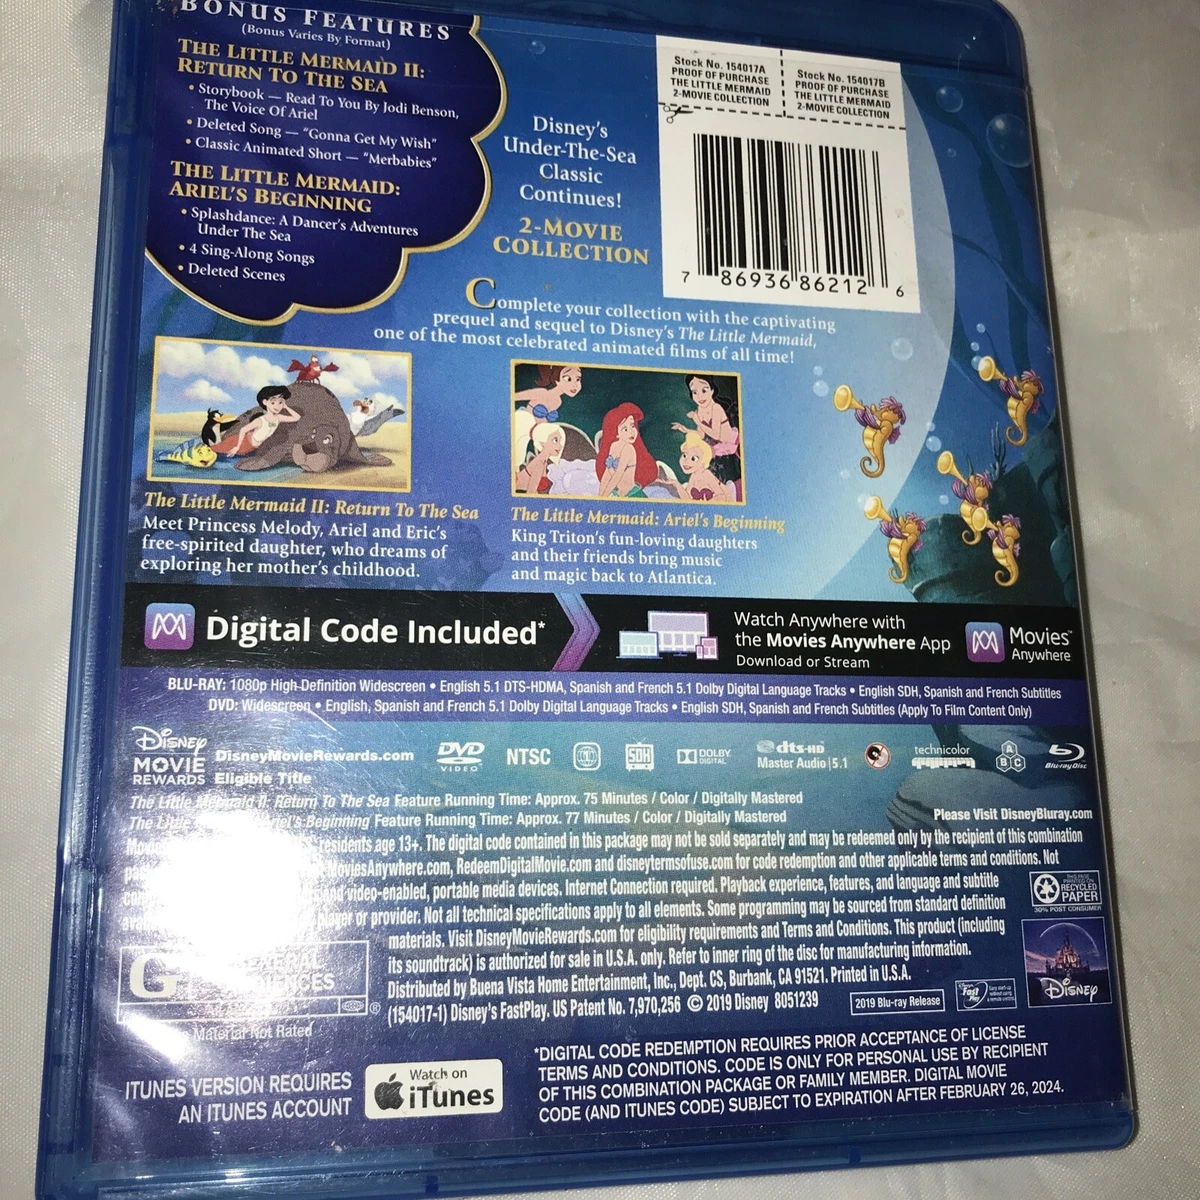 BONUS FEATURES
(Bonus Varies By Format)
THE LITTLE MERMAID II:
RETURN TO THE SEA
• Storybook — Read To You By Jodi Benson,
The Voice Of Ariel
• Deleted Song — “Gonna Get My Wish”
• Classic Animated Short — “Merbabies”
THE LITTLE MERMAID:
ARIEL'S BEGINNING
• Splashdance: A Dancer's Adventures
Under The Sea
• 4 Sing-Along Songs
• Deleted Scenes
Disney's
Under-The-Sea
Classic
Continues!
2-MOVIE
COLLECTION
Stock No. 154017A
PROOF OF PURCHASE
THE LITTLE MERMAID
2-MOVIE COLLECTION
Stock No. 154017B
PROOF OF PURCHASE
THE LITTLE MERMAID
2-MOVIE COLLECTION
7 86936 86212 6
Complete your collection with the captivating
prequel and sequel to Disney's The Little Mermaid,
one of the most celebrated animated films of all time!
The Little Mermaid II: Return To The Sea
Meet Princess Melody, Ariel and Eric's
free-spirited daughter, who dreams of
exploring her mother's childhood.
The Little Mermaid: Ariel's Beginning
King Triton's fun-loving daughters
and their friends bring music
and magic back to Atlantica.
Digital Code Included*
Watch Anywhere with
the Movies Anywhere App
Download or Stream
Movies™
Anywhere
BLU-RAY: 1080p High-Definition Widescreen • English 5.1 DTS-HDMA, Spanish and French 5.1 Dolby Digital Language Tracks • English SDH, Spanish and French Subtitles
DVD: Widescreen • English, Spanish and French 5.1 Dolby Digital Language Tracks • English SDH, Spanish and French Subtitles (Apply To Film Content Only)
DISNEY
MOVIE
REWARDS
DisneyMovieRewards.com
Eligible Title
DVD
VIDEO
NTSC
SDH
DOLBY
DIGITAL
dts-HD
Master Audio | 5.1
technicolor
A
B C
Blu-ray Disc
The Little Mermaid II: Return To The Sea Feature Running Time: Approx. 75 Minutes / Color / Digitally Mastered
The Little Ariel's Beginning Feature Running Time: Approx. 77 Minutes / Color / Digitally Mastered
Please Visit DisneyBluray.com
residents age 13+. The digital code contained in this package may not be sold separately and may be redeemed only by the recipient of this combination
MoviesAnywhere.com, RedeemDigitalMovie.com and disneytermsofuse.com for code redemption and other applicable terms and conditions. Not
and video-enabled, portable media devices. Internet Connection required. Playback experience, features, and language and subtitle
player or provider. Not all technical specifications apply to all elements. Some programming may be sourced from standard definition
materials. Visit DisneyMovieRewards.com for eligibility requirements and Terms and Conditions. This product (including
its soundtrack) is authorized for sale in U.S.A. only. Refer to inner ring of the disc for manufacturing information.
Distributed by Buena Vista Home Entertainment, Inc., Dept. CS, Burbank, CA 91521. Printed in U.S.A.
(154017-1) Disney's FastPlay. US Patent No. 7,970,256 © 2019 Disney 8051239
THIS PAGE
PRINTED ON
RECYCLED
PAPER
30% POST CONSUMER
2019 Blu-ray Release
Fast
Play
Disney
G
®
Material Not Rated
ITUNES VERSION REQUIRES
AN ITUNES ACCOUNT
Watch on
iTunes
*DIGITAL CODE REDEMPTION REQUIRES PRIOR ACCEPTANCE OF LICENSE
TERMS AND CONDITIONS. CODE IS ONLY FOR PERSONAL USE BY RECIPIENT
OF THIS COMBINATION PACKAGE OR FAMILY MEMBER. DIGITAL MOVIE
CODE (AND ITUNES CODE) SUBJECT TO EXPIRATION AFTER FEBRUARY 26, 2024.